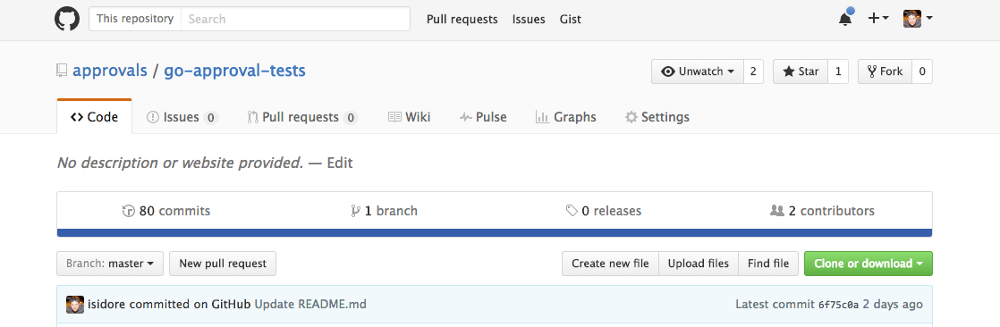 This repository Search Pull requests Issues Gist
approvals / go-approval-tests Unwatch 2 Star 1 Fork 0
Code Issues 0 Pull requests 0 Wiki Pulse Graphs Settings
No description or website provided. — Edit
80 commits 1 branch 0 releases 2 contributors
Branch: master New pull request Create new file Upload files Find file Clone or download
isidore committed on GitHub Update README.md Latest commit 6f75c0a 2 days ago